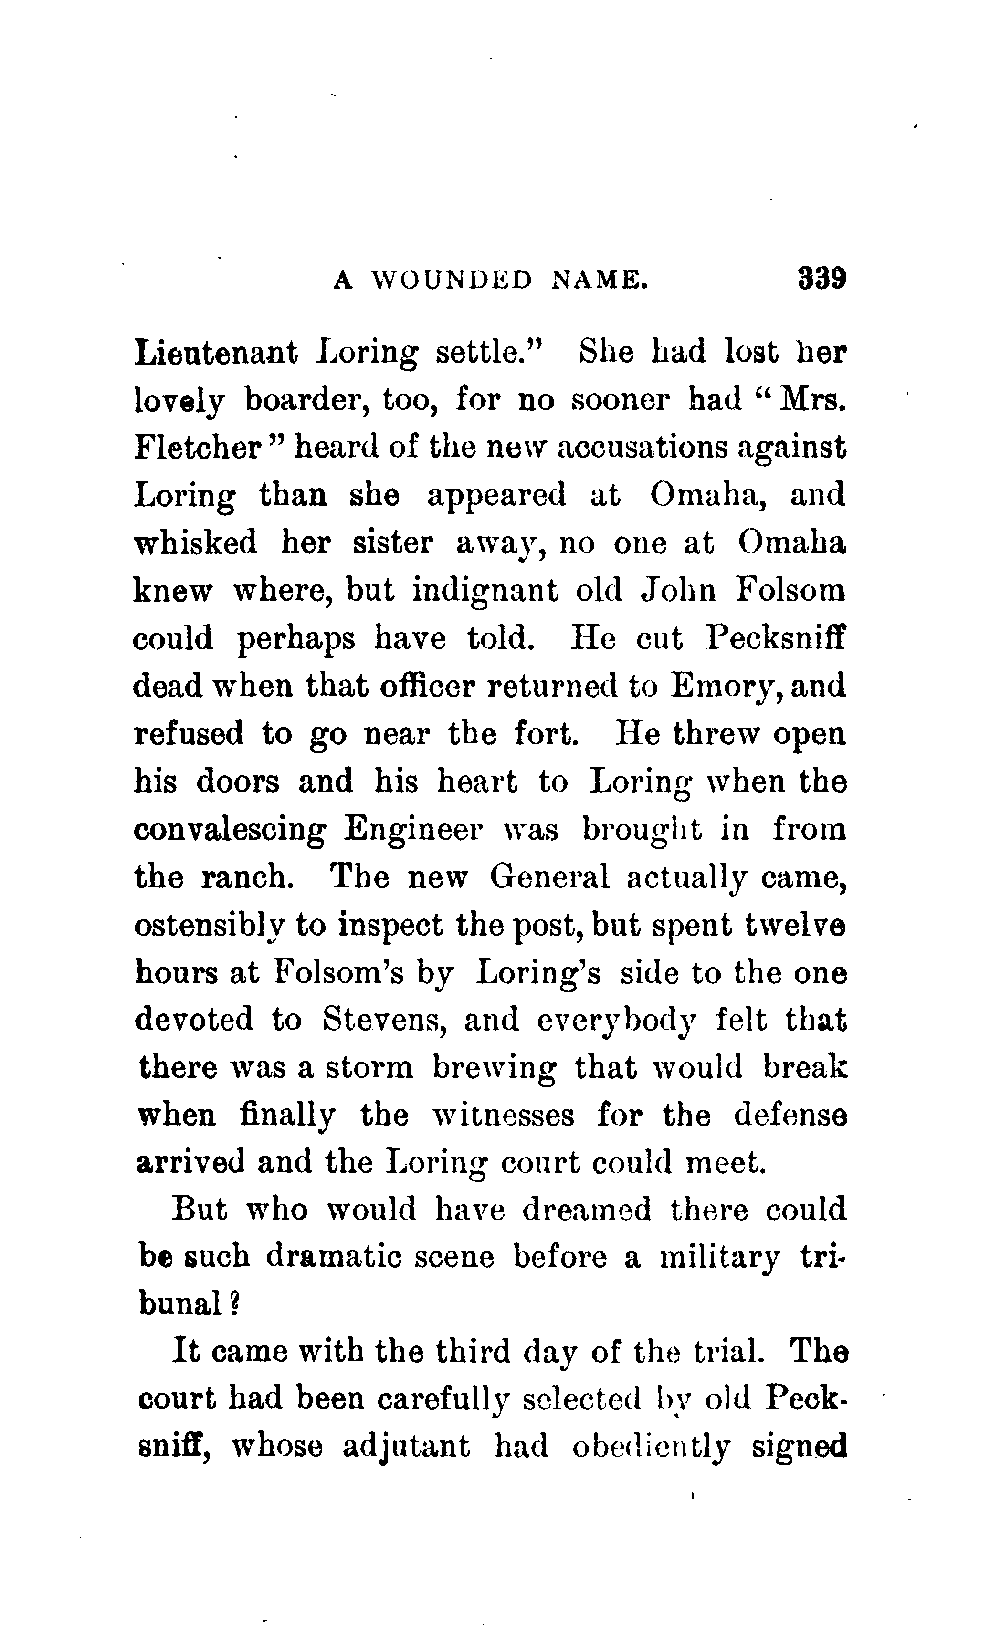 A WOUNDED NAME. 339
Lieutenant Loring settle.” She had lost her
lovely boarder, too, for no sooner had “ Mrs.
Fletcher ” heard of the new accusations against
Loring than she appeared at Omaha, and
whisked her sister away, no one at Omaha
knew where, but indignant old John Folsom
could perhaps have told. He cut Pecksniff
dead when that officer returned to Emory, and
refused to go near the fort. He threw open
his doors and his heart to Loring when the
convalescing Engineer was brought in from
the ranch. The new General actually came,
ostensibly to inspect the post, but spent twelve
hours at Folsom’s by Loring’s side to the one
devoted to Stevens, and everybody felt that
there was a storm brewing that would break
when finally the witnesses for the defense
arrived and the Loring court could meet.
But who would have dreamed there could
be such dramatic scene before a military tri-
bunal ?
It came with the third day of the trial. The
court had been carefully selected by old Peck-
sniff, whose adjutant had obediently signed